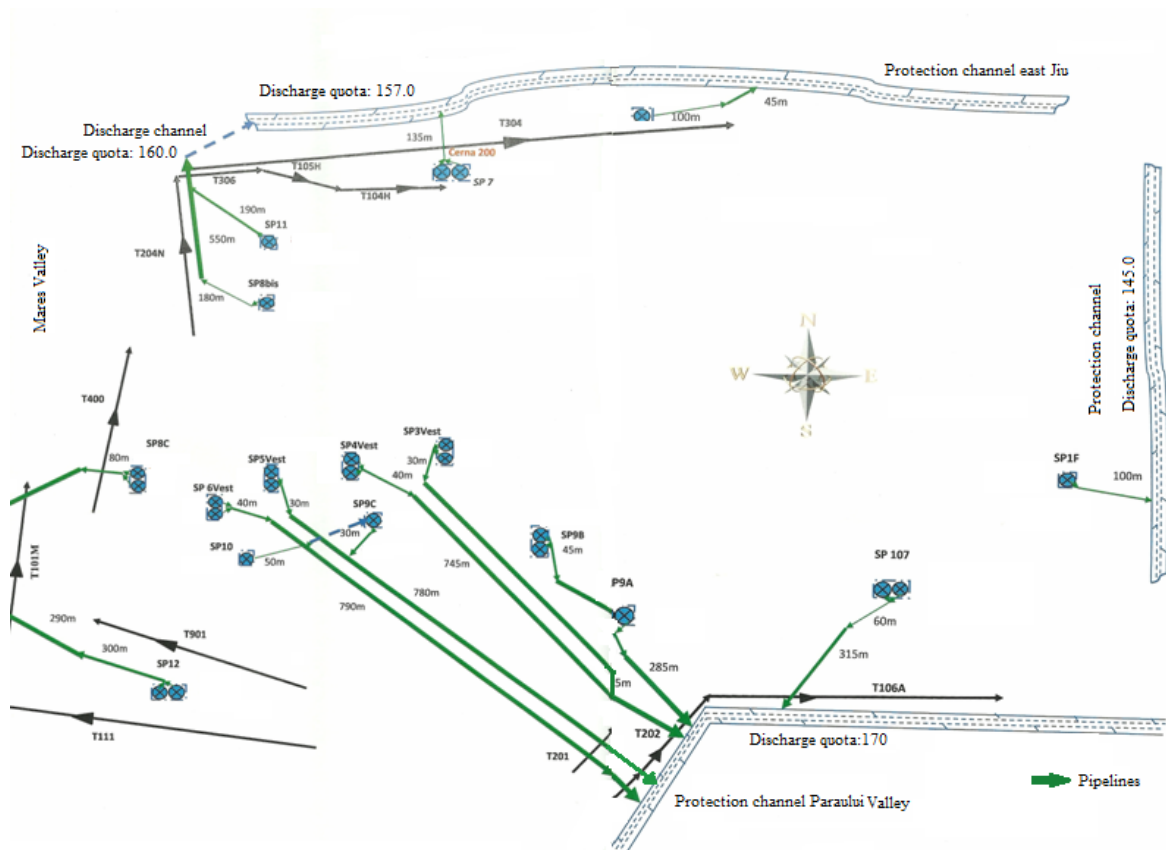 Protection channel east Jiu
Discharge quota: 157.0
45m
100m
Discharge channel
T304
Discharge quota: 160.0
135m
Cerna 200
T105H
T306
SP 7
T104H
190m
SP11
550m
T204N
SP8bis
180m
Mares Valley
Protection channel
Discharge quota: 145.0
N
W
E
S
T400
SP8C
80m
SP5Vest
SP4Vest
SP3Vest
30m
40m
SP1F
100m
SP 6Vest
40m
30m
SP9C
30m
SP10
50m
745m
SP9B
45m
SP 107
T101M
780m
790m
P9A
60m
290m
T901
300m
SP12
315m
285m
5m
T106A
T111
T202
T201
Discharge quota:170
Pipelines
Protection channel Paraului Valley